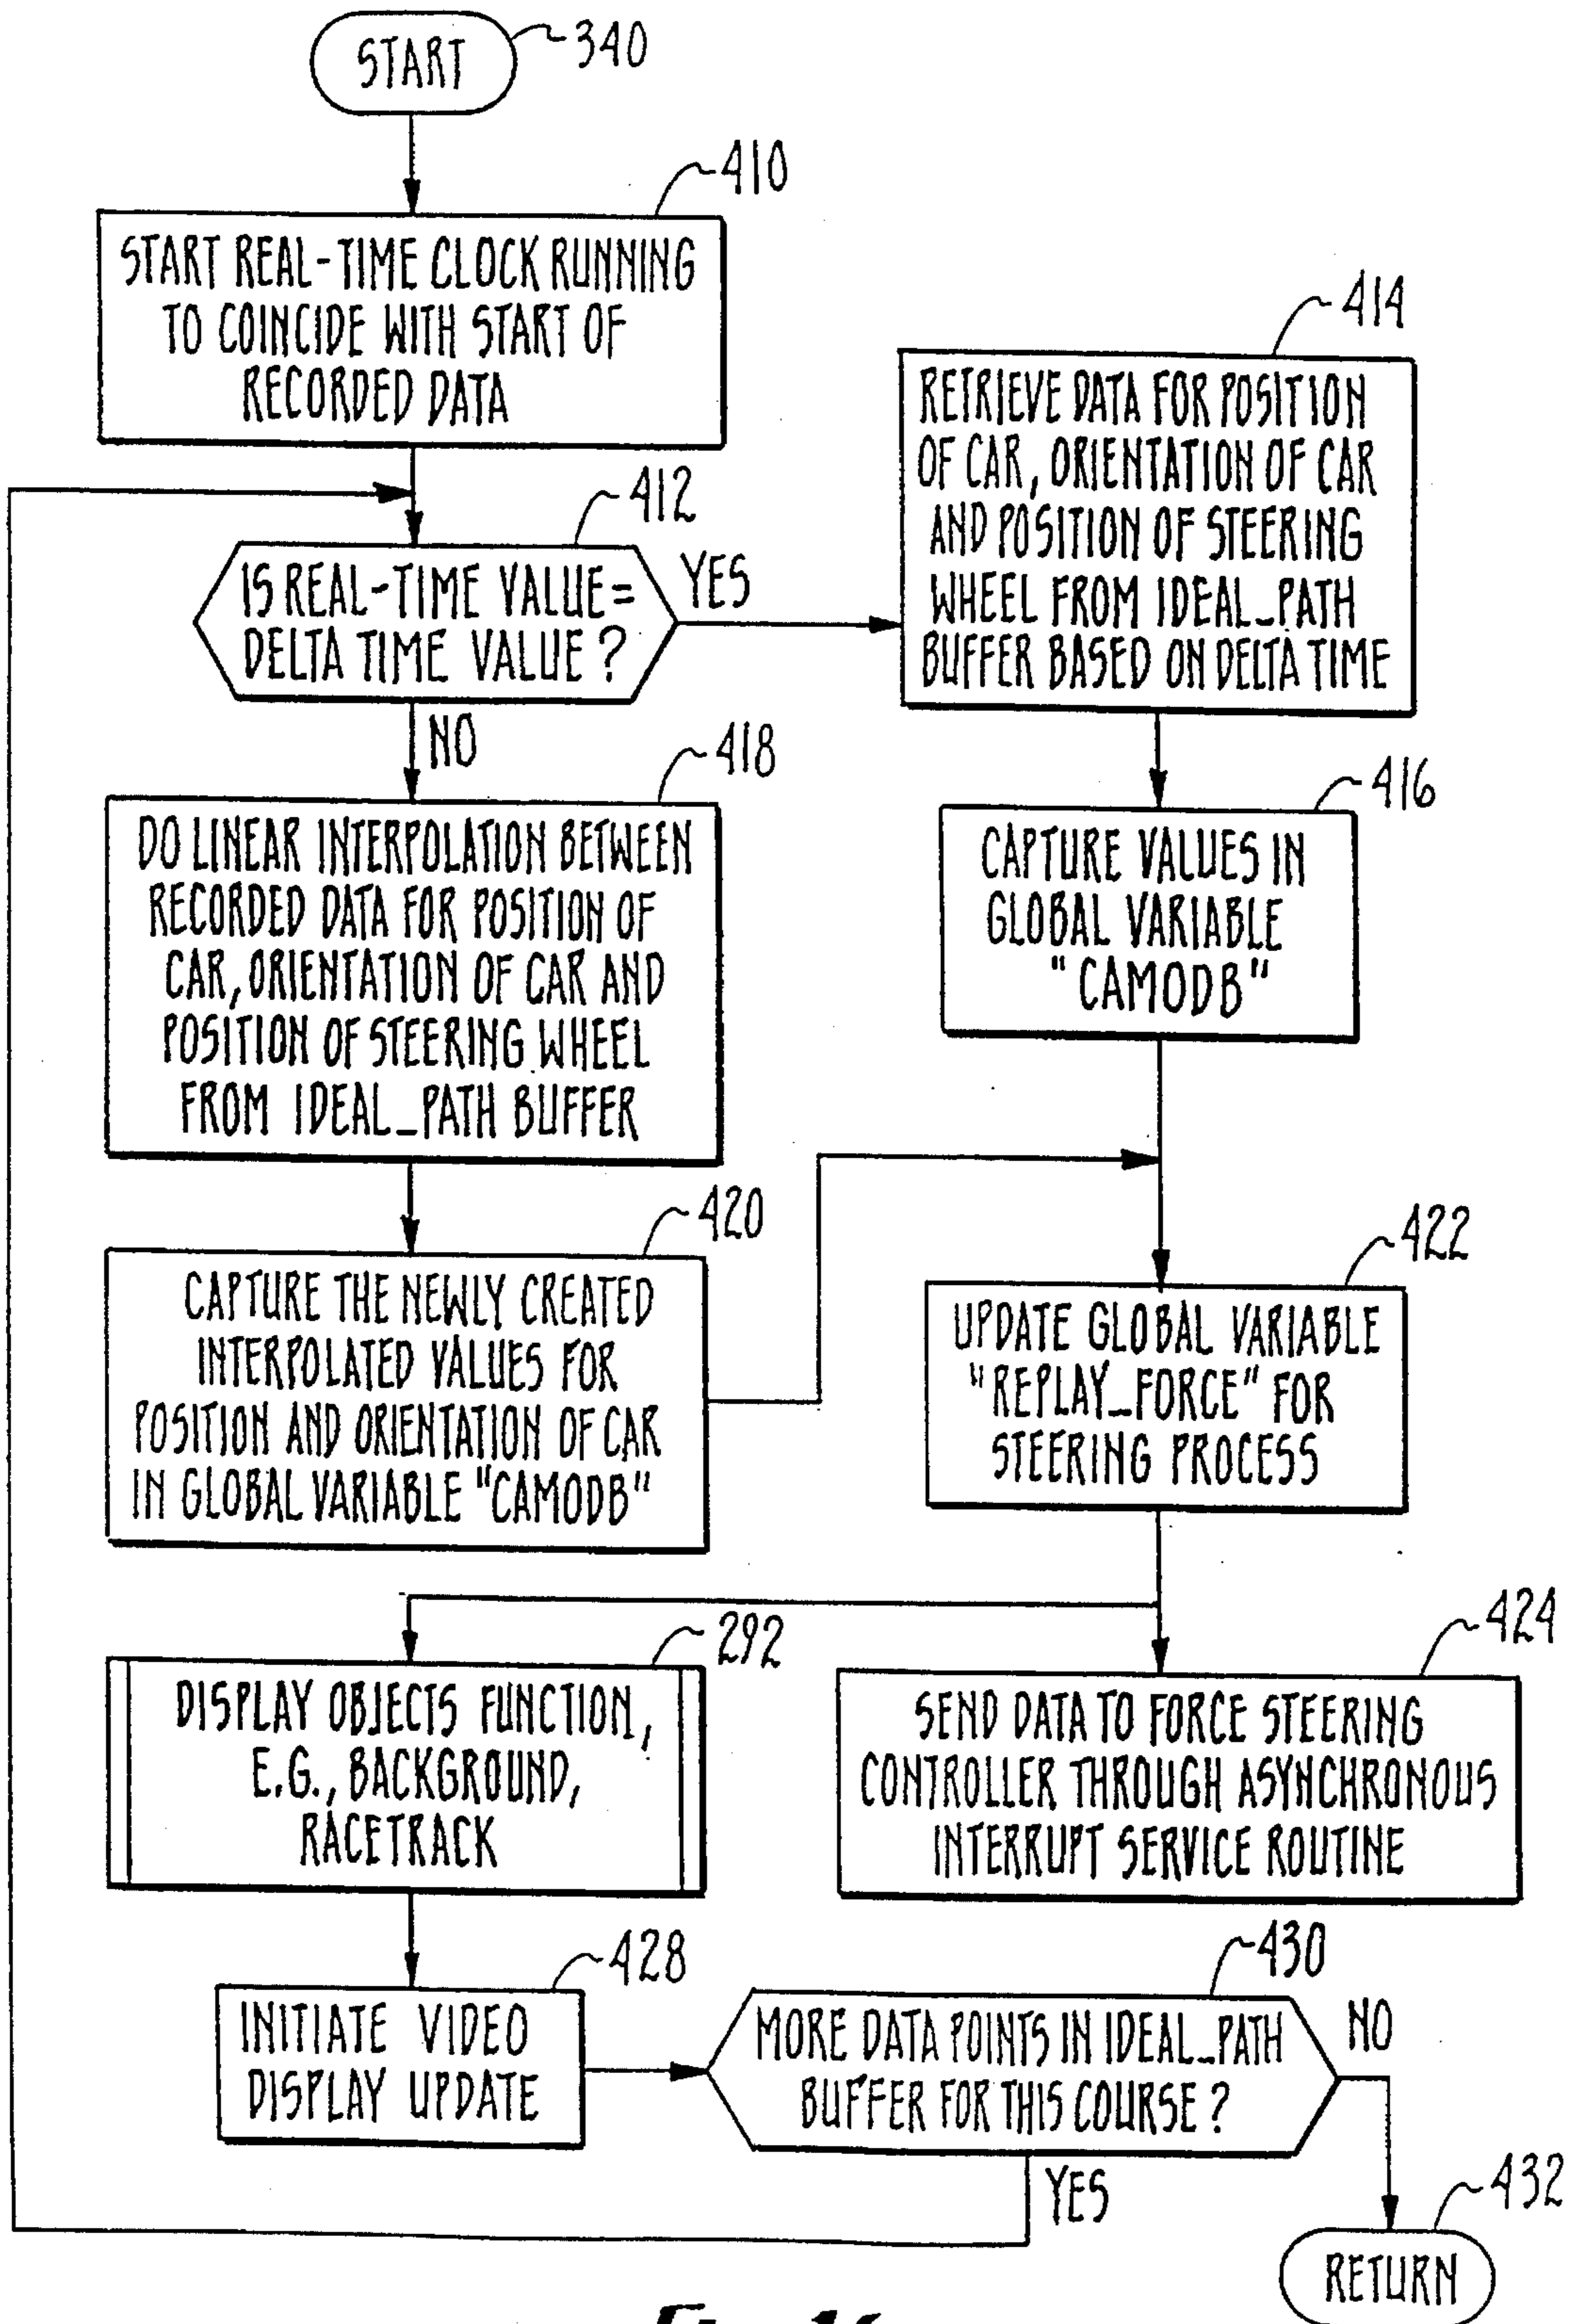 START
340
410
START REAL-TIME CLOCK RUNNING
TO COINCIDE WITH START OF
RECORDED DATA
412
IS REAL-TIME VALUE=
DELTA TIME VALUE?
YES
NO
414
RETRIEVE DATA FOR POSITION
OF CAR, ORIENTATION OF CAR
AND POSITION OF STEERING
WHEEL FROM IDEAL_PATH
BUFFER BASED ON DELTA TIME
416
CAPTURE VALUES IN
GLOBAL VARIABLE
"CAMODB"
418
DO LINEAR INTERPOLATION BETWEEN
RECORDED DATA FOR POSITION OF
CAR, ORIENTATION OF CAR AND
POSITION OF STEERING WHEEL
FROM IDEAL_PATH BUFFER
420
CAPTURE THE NEWLY CREATED
INTERPOLATED VALUES FOR
POSITION AND ORIENTATION OF CAR
IN GLOBAL VARIABLE "CAMODB"
422
UPDATE GLOBAL VARIABLE
"REPLAY_FORCE" FOR
STEERING PROCESS
292
DISPLAY OBJECTS FUNCTION,
E.G., BACKGROUND,
RACETRACK
424
SEND DATA TO FORCE STEERING
CONTROLLER THROUGH ASYNCHRONOUS
INTERRUPT SERVICE ROUTINE
428
INITIATE VIDEO
DISPLAY UPDATE
430
MORE DATA POINTS IN IDEAL_PATH
BUFFER FOR THIS COURSE?
NO
YES
432
RETURN